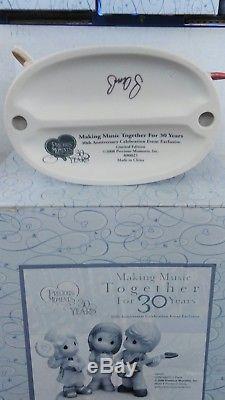 Sam
PRECIOUS
MOMENTS
30
YEARS
Making Music Together For 30 Years
30th Anniversary Celebration Event Exclusive
Limited Edition
©2008 Precious Moments, Inc.
Made in China
PRECIOUS
MOMENTS
30
YEARS
Making Music
Together
For 30 Years
30th Anniversary Celebration Event Exclusive